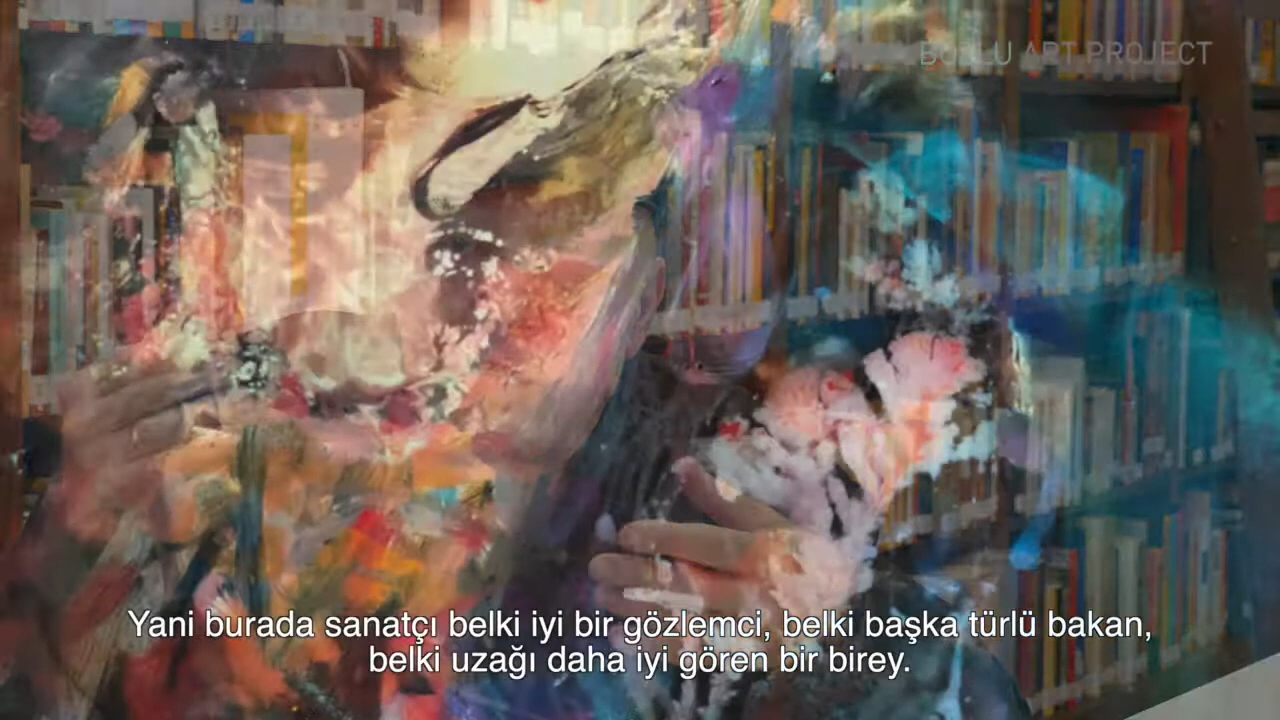 ART PROJECT
Yani burada sanatçı belki iyi bir gözlemci, belki başka türlü bakan,
belki uzağı daha iyi gören bir birey.